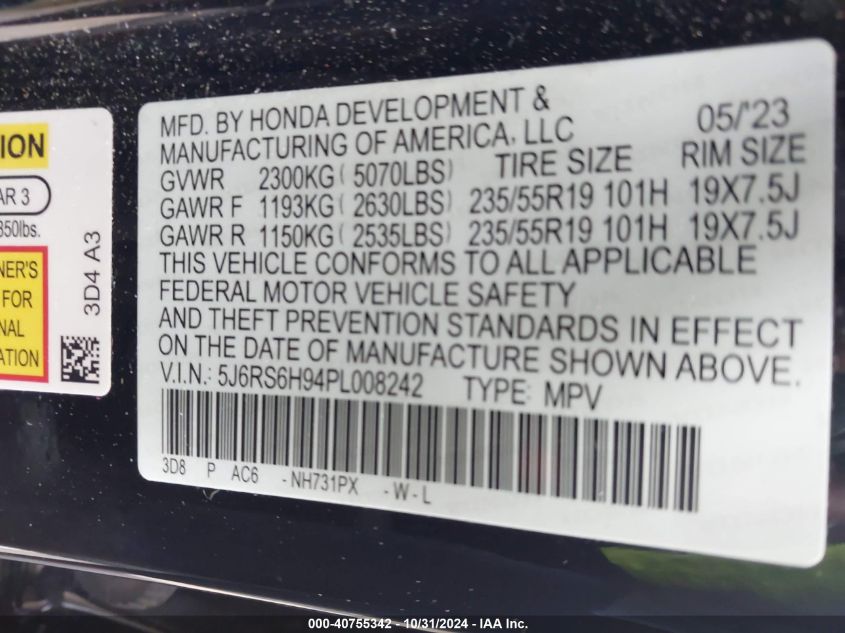 ION
AR 3
350lbs.
NER'S
FOR
NAL
ATION
3D4 A3
MFD. BY HONDA DEVELOPMENT &
MANUFACTURING OF AMERICA, LLC 05/'23
GVWR 2300KG ( 5070LBS) TIRE SIZE RIM SIZE
GAWR F 1193KG ( 2630LBS) 235/55R19 101H 19X7.5J
GAWR R 1150KG ( 2535LBS) 235/55R19 101H 19X7.5J
THIS VEHICLE CONFORMS TO ALL APPLICABLE
FEDERAL MOTOR VEHICLE SAFETY
AND THEFT PREVENTION STANDARDS IN EFFECT
ON THE DATE OF MANUFACTURE SHOWN ABOVE.
V.I.N.: 5J6RS6H94PL008242 TYPE: MPV
3D8 P AC6 -NH731PX -W-L
000-40755342 - 10/31/2024 - IAA Inc.